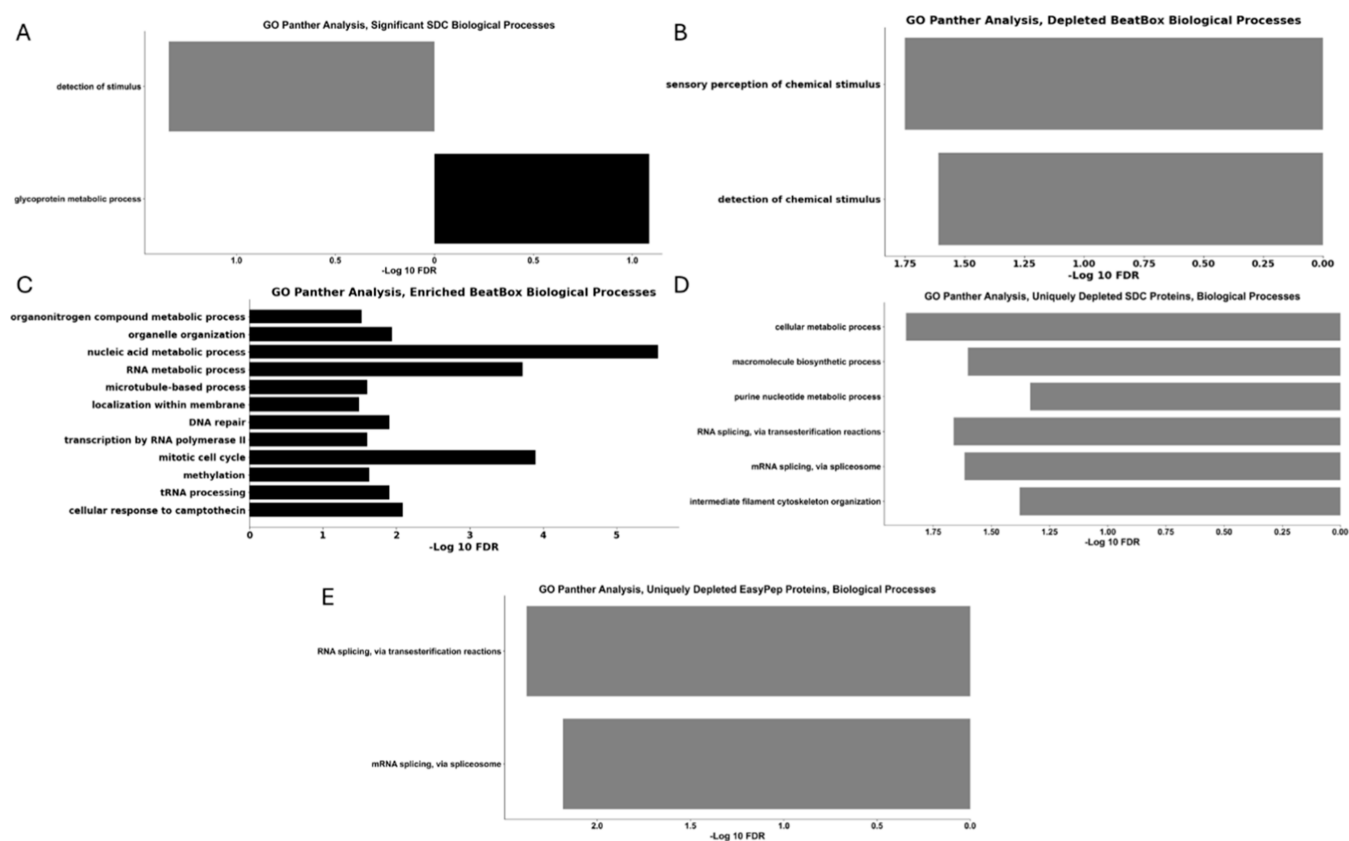 A
GO Panther Analysis, Significant SDC Biological Processes
detection of stimulus
glycoprotein metabolic process
1.0 0.5 0 0.5 1.0
-Log 10 FDR
B
GO Panther Analysis, Depleted BeatBox Biological Processes
sensory perception of chemical stimulus
detection of chemical stimulus
1.75 1.50 1.25 1.00 0.75 0.50 0.25 0.00
-Log 10 FDR
C
GO Panther Analysis, Enriched BeatBox Biological Processes
organonitrogen compound metabolic process
organelle organization
nucleic acid metabolic process
RNA metabolic process
microtubule-based process
localization within membrane
DNA repair
transcription by RNA polymerase II
mitotic cell cycle
methylation
tRNA processing
cellular response to camptothecin
0 1 2 3 4 5
-Log 10 FDR
D
GO Panther Analysis, Uniquely Depleted SDC Proteins, Biological Processes
cellular metabolic process
macromolecule biosynthetic process
purine nucleotide metabolic process
RNA splicing, via transesterification reactions
mRNA splicing, via spliceosome
intermediate filament cytoskeleton organization
1.75 1.50 1.25 1.00 0.75 0.50 0.25 0.00
-Log 10 FDR
E
GO Panther Analysis, Uniquely Depleted EasyPep Proteins, Biological Processes
RNA splicing, via transesterification reactions
mRNA splicing, via spliceosome
2.0 1.5 1.0 0.5 0.0
-Log 10 FDR